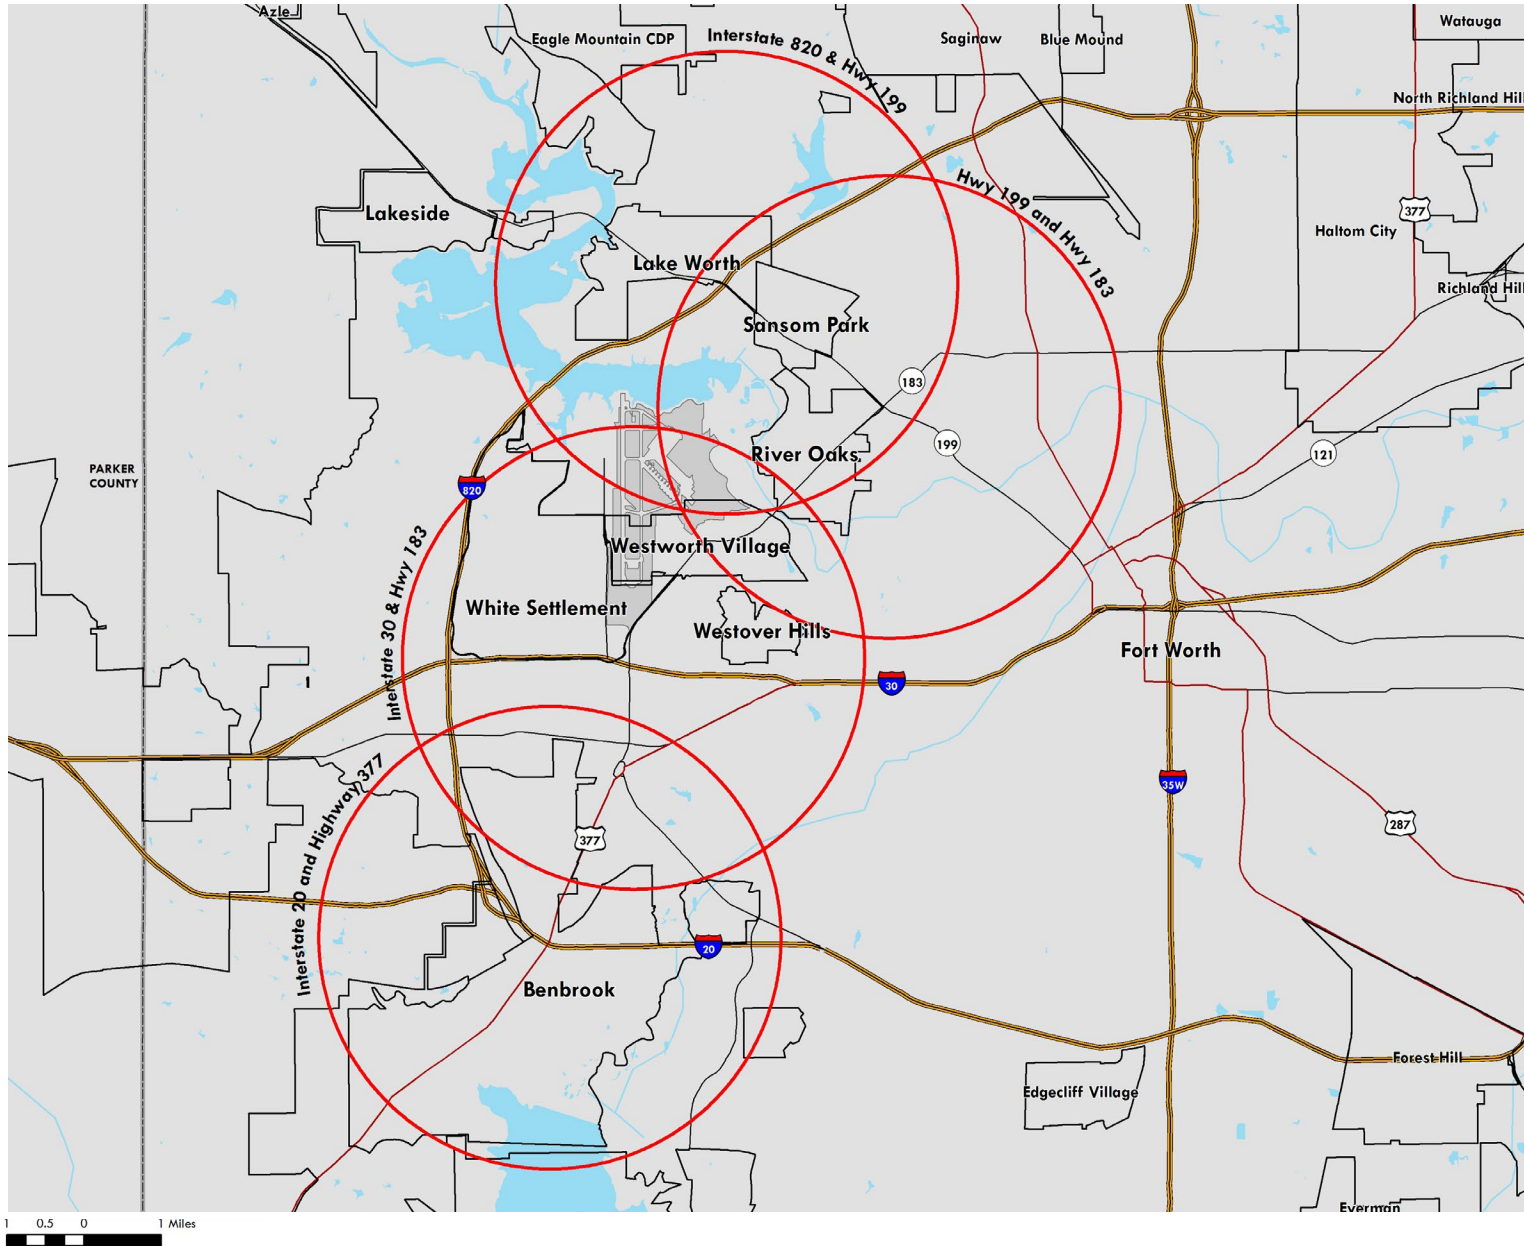 Azle
Eagle Mountain CDP
Interstate 820 & Hwy 199
Saginaw
Blue Mound
Watauga
North Richland Hill
Lakeside
Hwy 199 and Hwy 183
377
Haltom City
Lake Worth
Richland Hill
Sansom Park
183
199
121
River Oaks
PARKER
COUNTY
820
Interstate 30 & Hwy 183
Westworth Village
White Settlement
Westover Hills
Fort Worth
30
Interstate 20 and Highway 377
35W
377
287
20
Benbrook
Forest Hill
Edgecliff Village
Everman
1 0.5 0 1 Miles